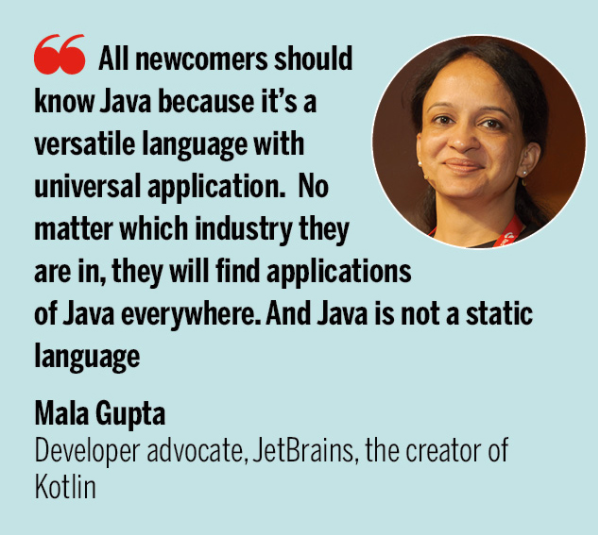 All newcomers should
know Java because it's a
versatile language with
universal application. No
matter which industry they
are in, they will find applications
of Java everywhere. And Java is not a static
language
Mala Gupta
Developer advocate, JetBrains, the creator of
Kotlin